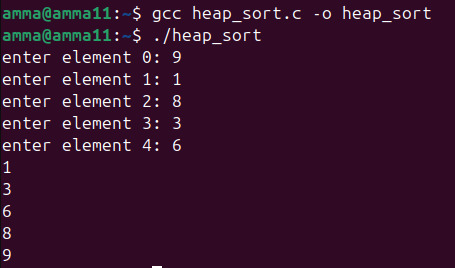 amma@amma11:~$ gcc heap_sort.c -o heap_sort
amma@amma11:~$ ./heap_sort
enter element 0: 9
enter element 1: 1
enter element 2: 8
enter element 3: 3
enter element 4: 6
1
3
6
8
9